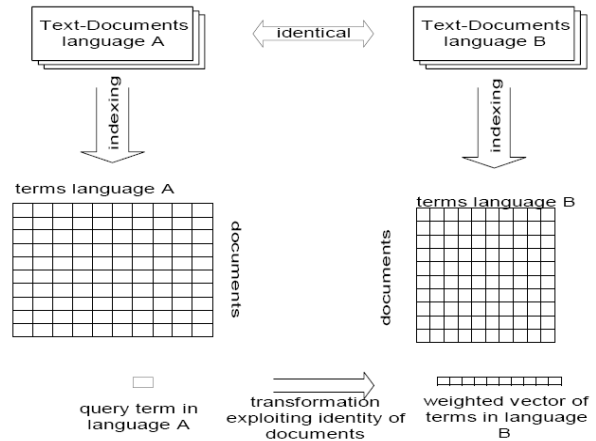 Text-Documents
language A
identical
Text-Documents
language B
indexing
indexing
terms language A
terms language B
documents
documents
query term in
language A
transformation
exploiting identity of
documents
weighted vector of
terms in language
B